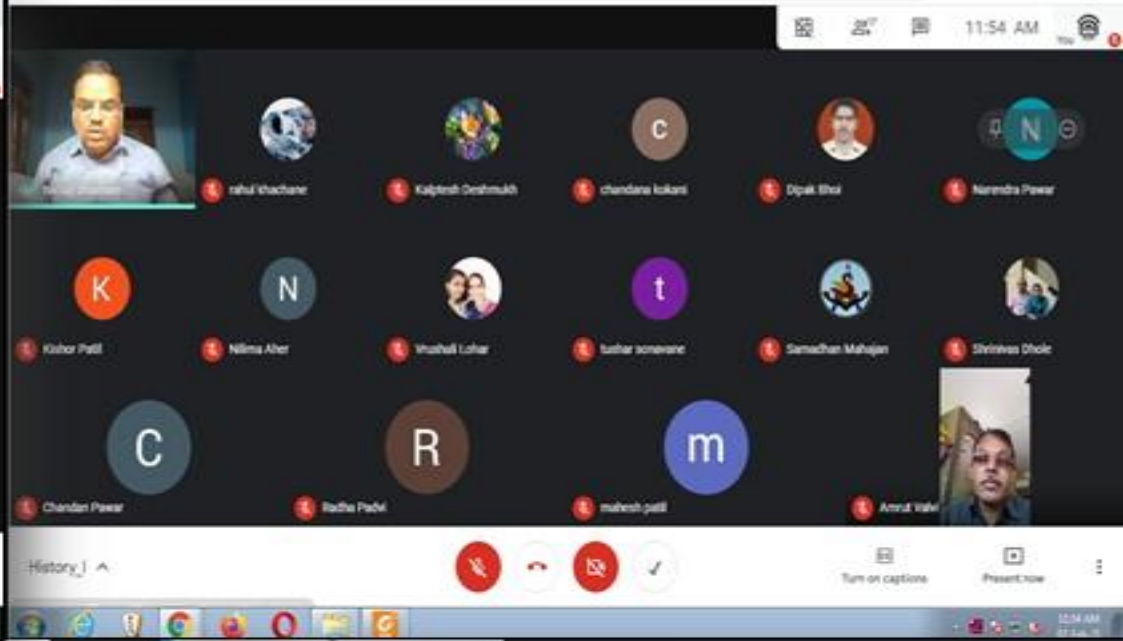 11:54 AM
You
rahul khachane
Kalptesh Deshmukh
c
chandana kokani
Dipak Bhoi
N
Narendra Pawar
K
Kishor Patil
N
Nilima Aher
Vrushali Lohar
t
tushar sonavane
Samadhan Mahajan
Shrinivas Dhole
C
Chandan Pawar
R
Radha Padvi
m
mahesh patil
Amrut Valvi
History_I
Turn on captions
Present now